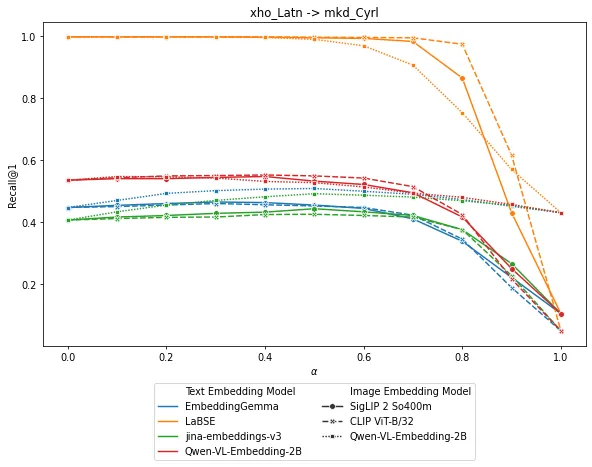 xho_Latn -> mkd_Cyrl
Recall@1
1.0
0.8
0.6
0.4
0.2
0.0 0.2 0.4 0.6 0.8 1.0
α
Text Embedding Model
EmbeddingGemma
LaBSE
jina-embeddings-v3
Qwen-VL-Embedding-2B
Image Embedding Model
SigLIP 2 So400m
CLIP ViT-B/32
Qwen-VL-Embedding-2B